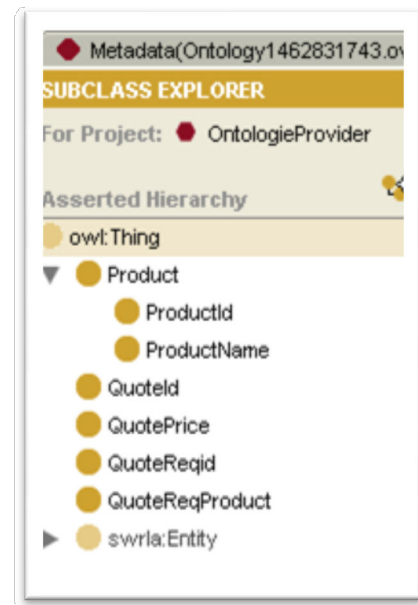 Metadata(Ontology1462831743.ov
SUBCLASS EXPLORER
For Project: OntologieProvider
Asserted Hierarchy
owl:Thing
Product
ProductId
ProductName
QuoteId
QuotePrice
QuoteReqid
QuoteReqProduct
swrla:Entity